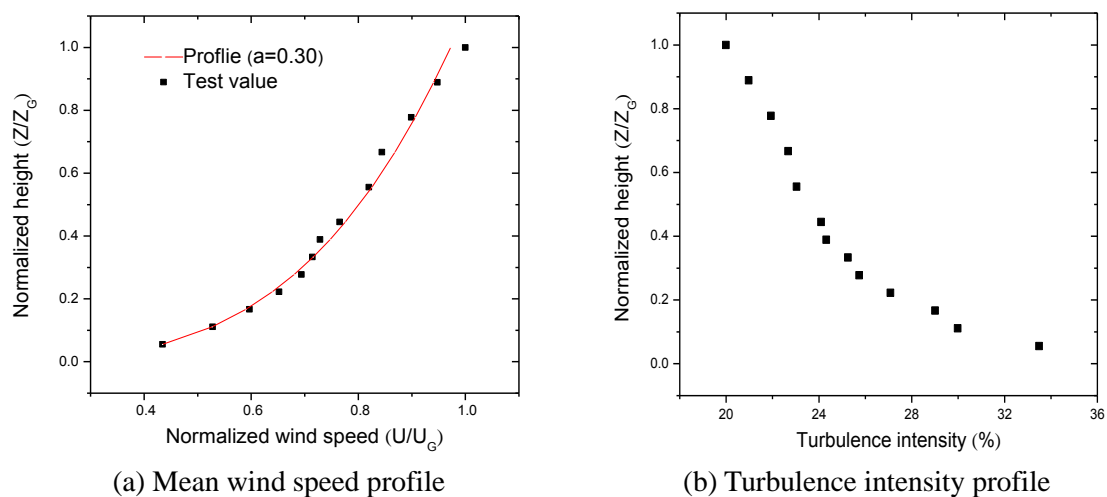 1.0
0.8
0.6
0.4
0.2
0.0
Normalized height (Z/Z_G)
Proflie (a=0.30)
Test value
0.4 0.6 0.8 1.0
Normalized wind speed (U/U_G)
(a) Mean wind speed profile
1.0
0.8
0.6
0.4
0.2
0.0
Normalized height (Z/Z_G)
20 24 28 32 36
Turbulence intensity (%)
(b) Turbulence intensity profile